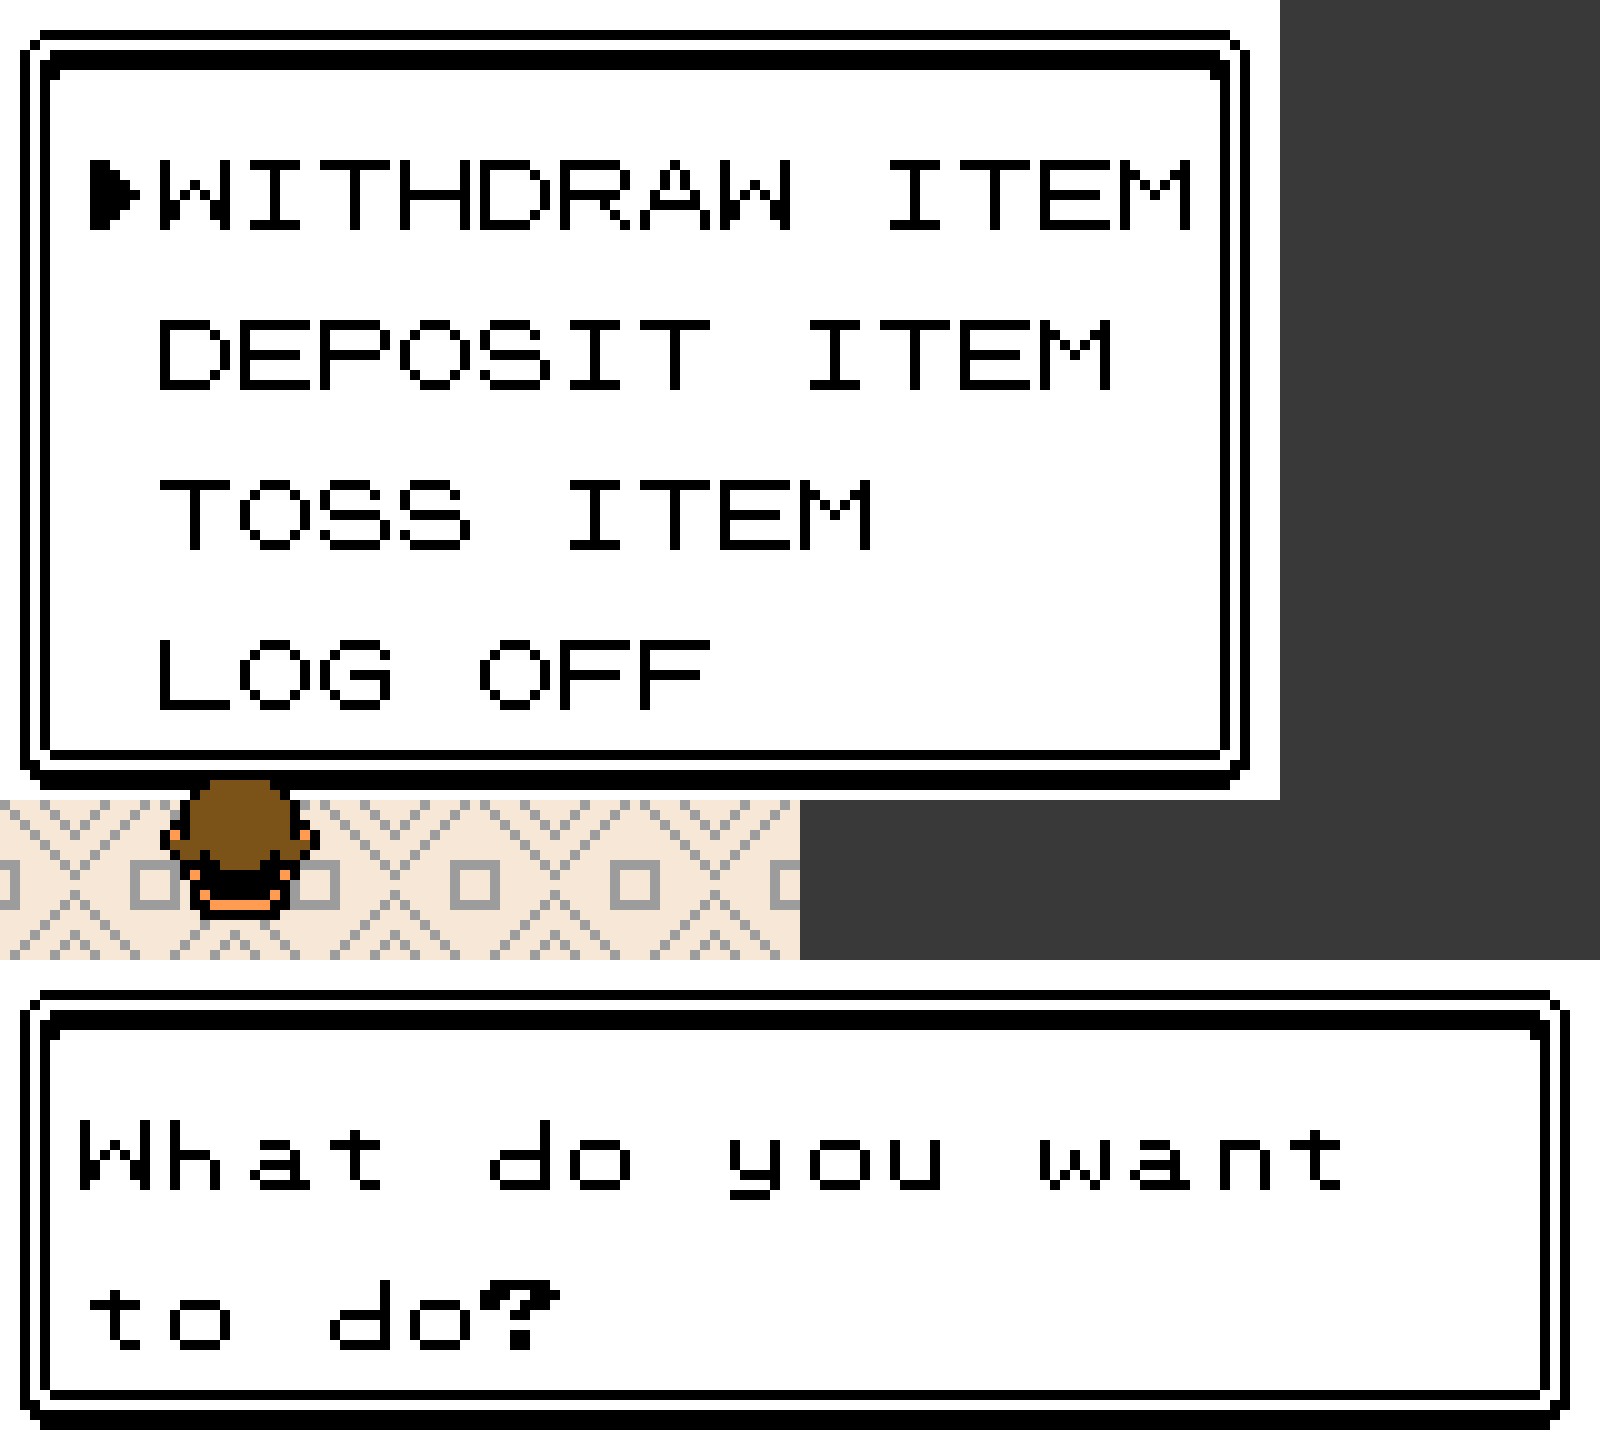 ▶WITHDRAW ITEM
DEPOSIT ITEM
TOSS ITEM
LOG OFF
What do you want
to do?